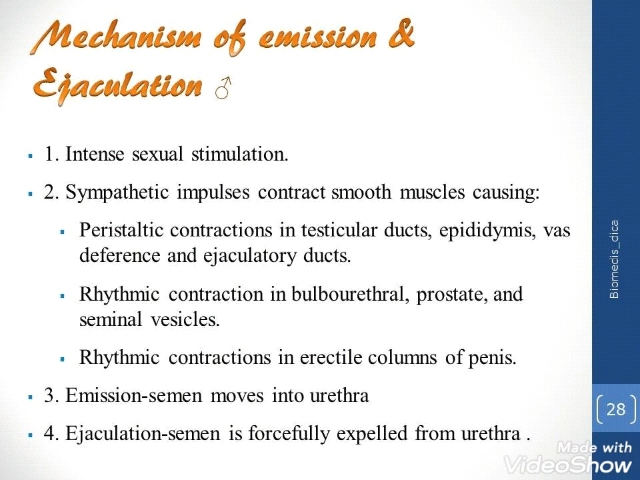 Mechanism of emission &
Ejaculation ♂
1. Intense sexual stimulation.
2. Sympathetic impulses contract smooth muscles causing:
Peristaltic contractions in testicular ducts, epididymis, vas
deference and ejaculatory ducts.
Rhythmic contraction in bulbourethral, prostate, and
seminal vesicles.
Rhythmic contractions in erectile columns of penis.
3. Emission-semen moves into urethra
4. Ejaculation-semen is forcefully expelled from urethra .
Biomedis_dica
28
Made with
VideoShow